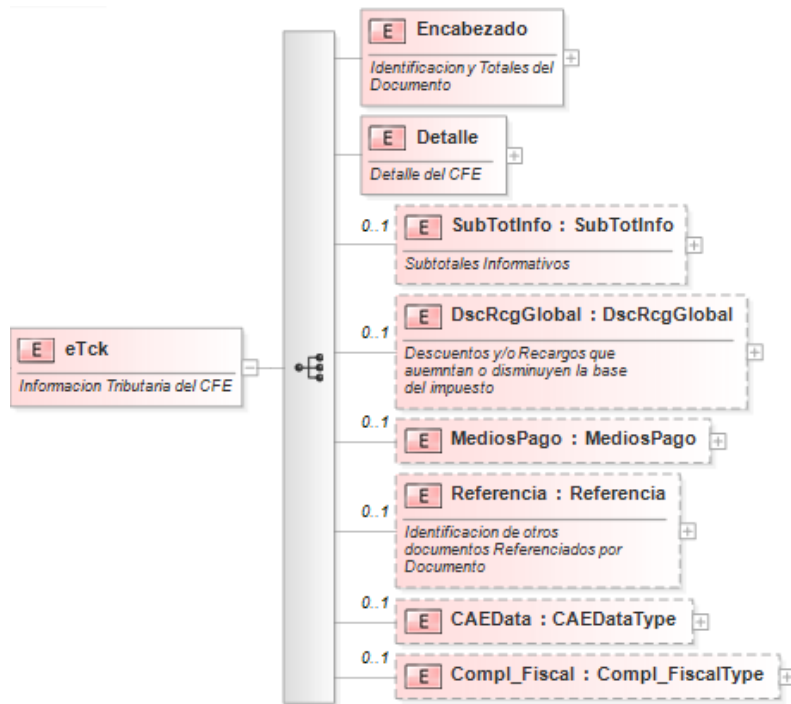 E Encabezado
Identificacion y Totales del
Documento
E Detalle
Detalle del CFE
0..1
E SubTotInfo : SubTotInfo
Subtotales Informativos
0..1
E DscRcgGlobal : DscRcgGlobal
Descuentos y/o Recargos que
auemntan o disminuyen la base
del impuesto
E eTck
Informacion Tributaria del CFE
0..1
E MediosPago : MediosPago
0..1
E Referencia : Referencia
Identificacion de otros
documentos Referenciados por
Documento
0..1
E CAEData : CAEDataType
0..1
E Compl_Fiscal : Compl_FiscalType